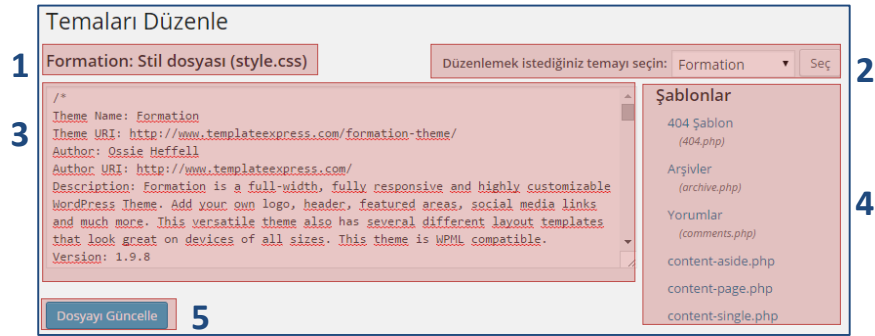 Temaları Düzenle
1
Formation: Stil dosyası (style.css)
Düzenlemek istediğiniz temayı seçin: Formation Seç
2
3
/*
Theme Name: Formation
Theme URI: http://www.templateexpress.com/formation-theme/
Author: Ossie Heffell
Author URI: http://www.templateexpress.com/
Description: Formation is a full-width, fully responsive and highly customizable
WordPress Theme. Add your own logo, header, featured areas, social media links
and much more. This versatile theme also has several different layout templates
that look great on devices of all sizes. This theme is WPML compatible.
Version: 1.9.8
Şablonlar
404 Şablon
(404.php)
Arşivler
(archive.php)
Yorumlar
(comments.php)
content-aside.php
content-page.php
content-single.php
4
Dosyayı Güncelle
5